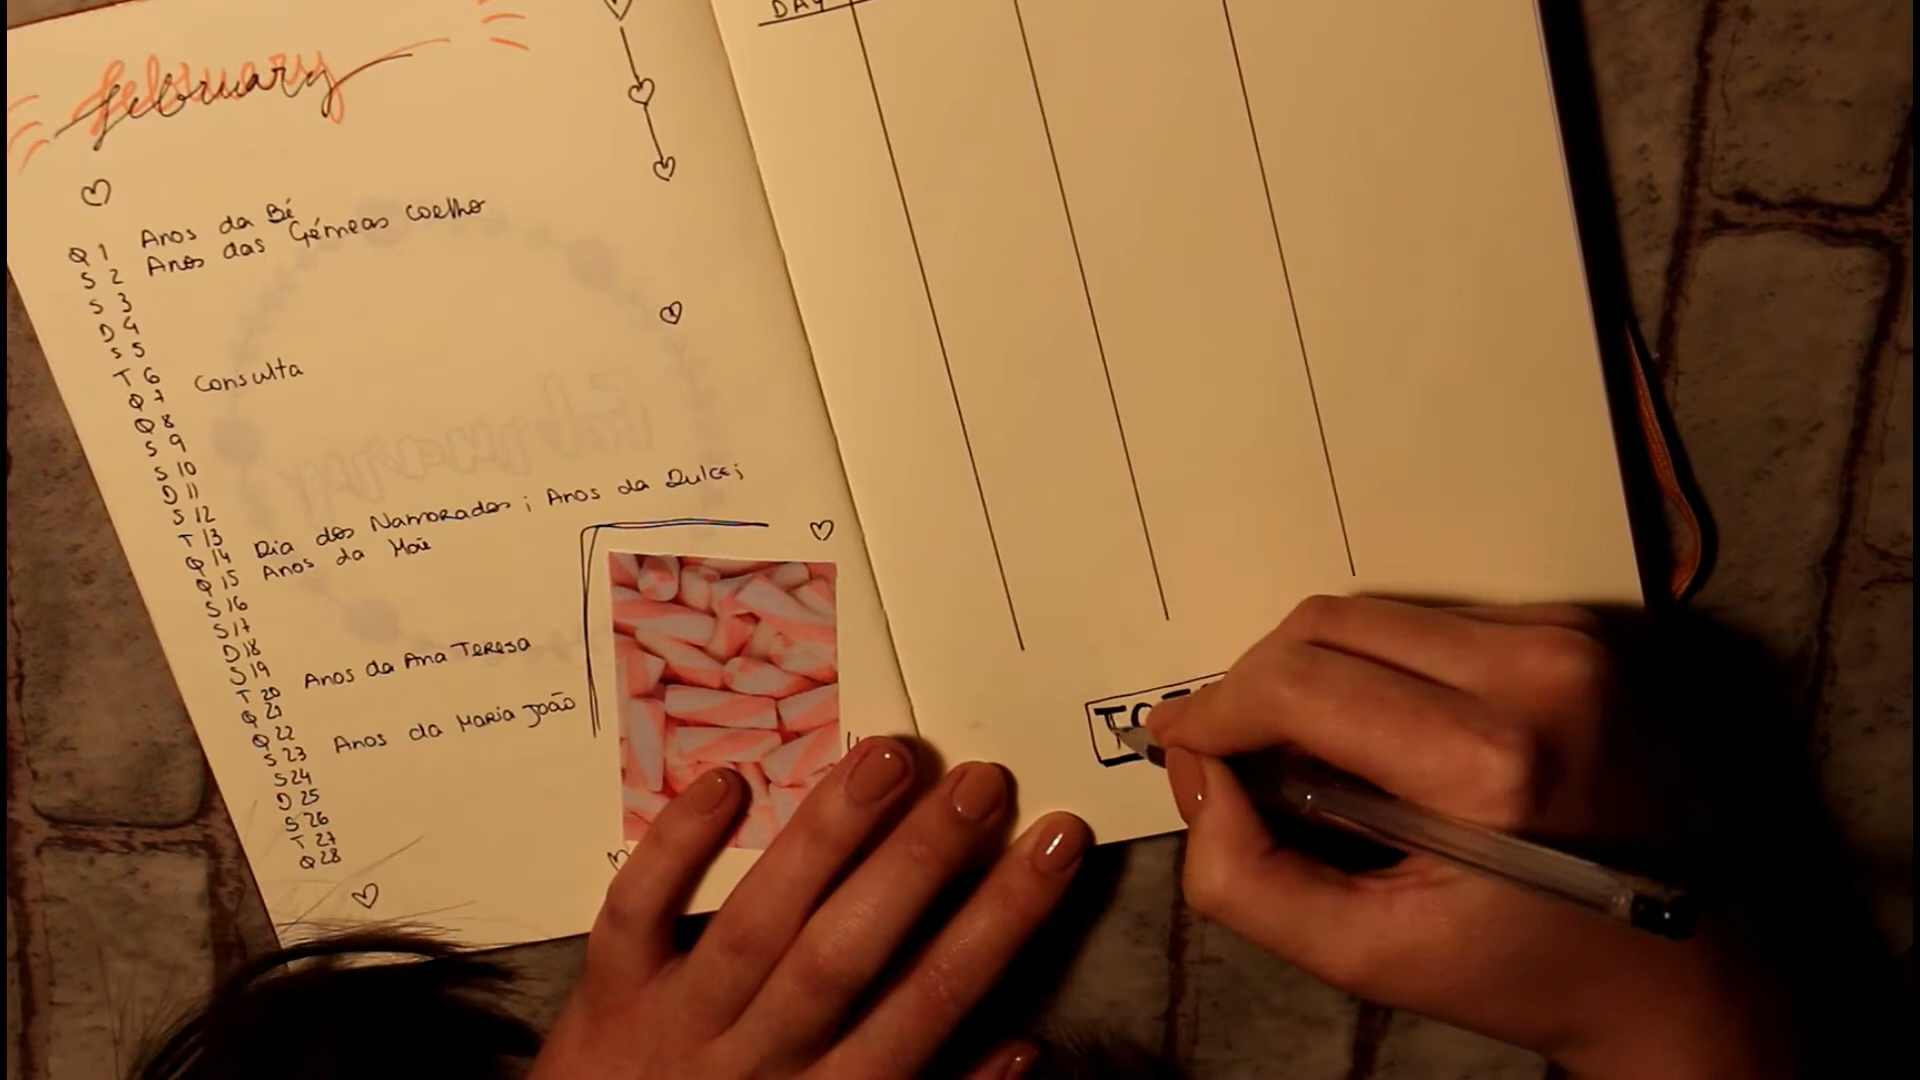 february
Q 1 Anos da Bé
S 2 Anos das Gémeas Coelho
S 3
D 4
S 5
T 6
Q 7 Consulta
Q 8
S 9
S 10
D 11
S 12
T 13
Q 14 Dia dos Namorados ; Anos da Dulce;
Q 15 Anos da Mãe
S 16
S 17
D 18
S 19
T 20 Anos da Ana Teresa
Q 21
Q 22
S 23 Anos da Maria João
S 24
D 25
S 26
T 27
Q 28
DAY